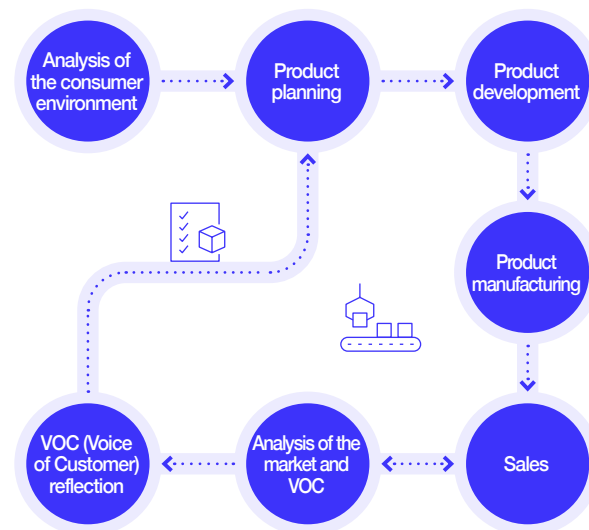 Analysis of
the consumer
environment
Product
planning
Product
development
Product
manufacturing
VOC (Voice
of Customer)
reflection
Analysis of the
market and
VOC
Sales